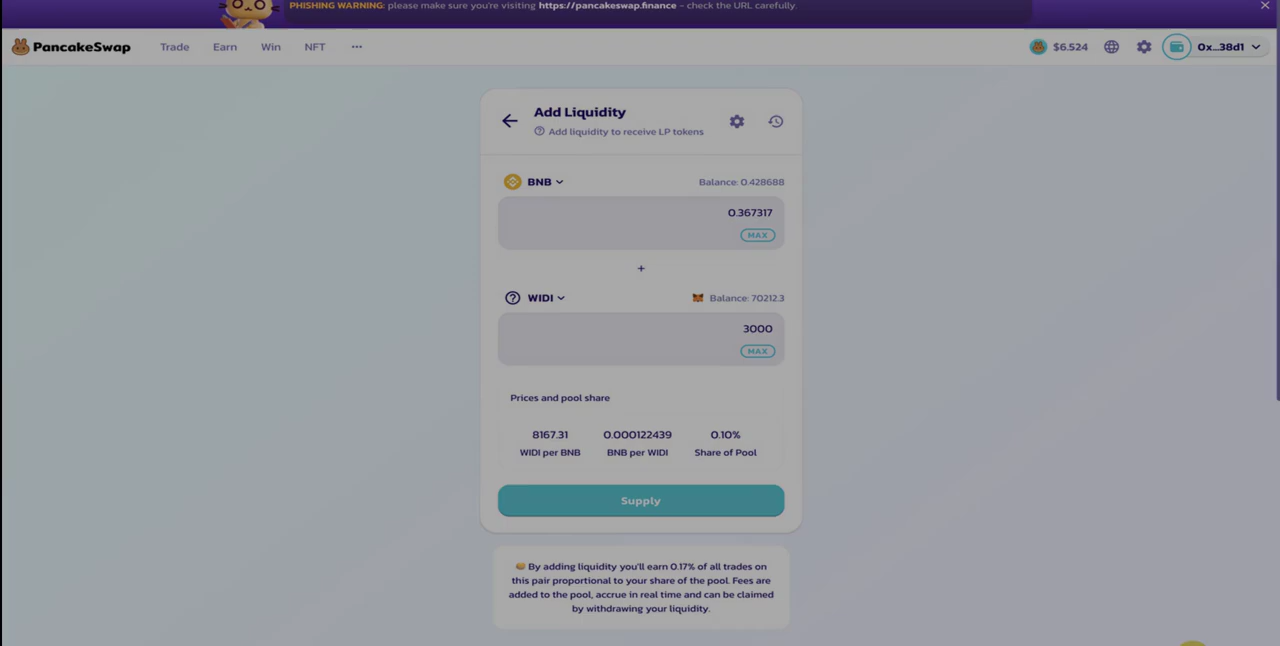 PHISHING WARNING: please make sure you're visiting https://pancakeswap.finance - check the URL carefully.
PancakeSwap Trade Earn Win NFT ... $6.524 0x...38d1
Add Liquidity
Add liquidity to receive LP tokens
BNB Balance: 0.428688
0.367317
MAX
+
WIDI Balance: 70212.3
3000
MAX
Prices and pool share
8167.31 0.000122439 0.10%
WIDI per BNB BNB per WIDI Share of Pool
Supply
By adding liquidity you'll earn 0.17% of all trades on
this pair proportional to your share of the pool. Fees are
added to the pool, accrue in real time and can be claimed
by withdrawing your liquidity.